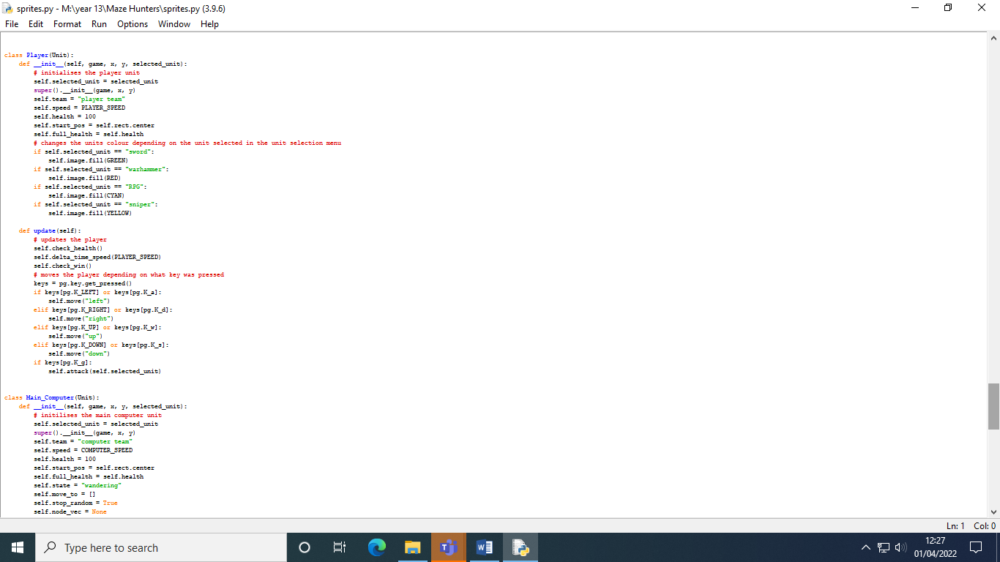 sprites.py - M:\year 13\Maze Hunters\sprites.py (3.9.6)
File Edit Format Run Options Window Help
class Player(Unit):
    def __init__(self, game, x, y, selected_unit):
        # initialises the player unit
        self.selected_unit = selected_unit
        super().__init__(game, x, y)
        self.team = "player team"
        self.speed = PLAYER_SPEED
        self.health = 100
        self.start_pos = self.rect.center
        self.full_health = self.health
        # changes the units colour depending on the unit selected in the unit selection menu
        if self.selected_unit == "sword":
            self.image.fill(GREEN)
        if self.selected_unit == "warhammer":
            self.image.fill(RED)
        if self.selected_unit == "RPG":
            self.image.fill(CYAN)
        if self.selected_unit == "sniper":
            self.image.fill(YELLOW)
    def update(self):
        # updates the player
        self.check_health()
        self.delta_time_speed(PLAYER_SPEED)
        self.check_win()
        # moves the player depending on what key was pressed
        keys = pg.key.get_pressed()
        if keys[pg.K_LEFT] or keys[pg.K_a]:
            self.move("left")
        elif keys[pg.K_RIGHT] or keys[pg.K_d]:
            self.move("right")
        elif keys[pg.K_UP] or keys[pg.K_w]:
            self.move("up")
        elif keys[pg.K_DOWN] or keys[pg.K_s]:
            self.move("down")
        if keys[pg.K_g]:
            self.attack(self.selected_unit)
class Main_Computer(Unit):
    def __init__(self, game, x, y, selected_unit):
        # initilises the main computer unit
        self.selected_unit = selected_unit
        super().__init__(game, x, y)
        self.team = "computer team"
        self.speed = COMPUTER_SPEED
        self.health = 100
        self.start_pos = self.rect.center
        self.full_health = self.health
        self.state = "wandering"
        self.move_to = []
        self.stop_random = True
        self.node_vec = None
Ln: 1 Col: 0
Type here to search
12:27
01/04/2022